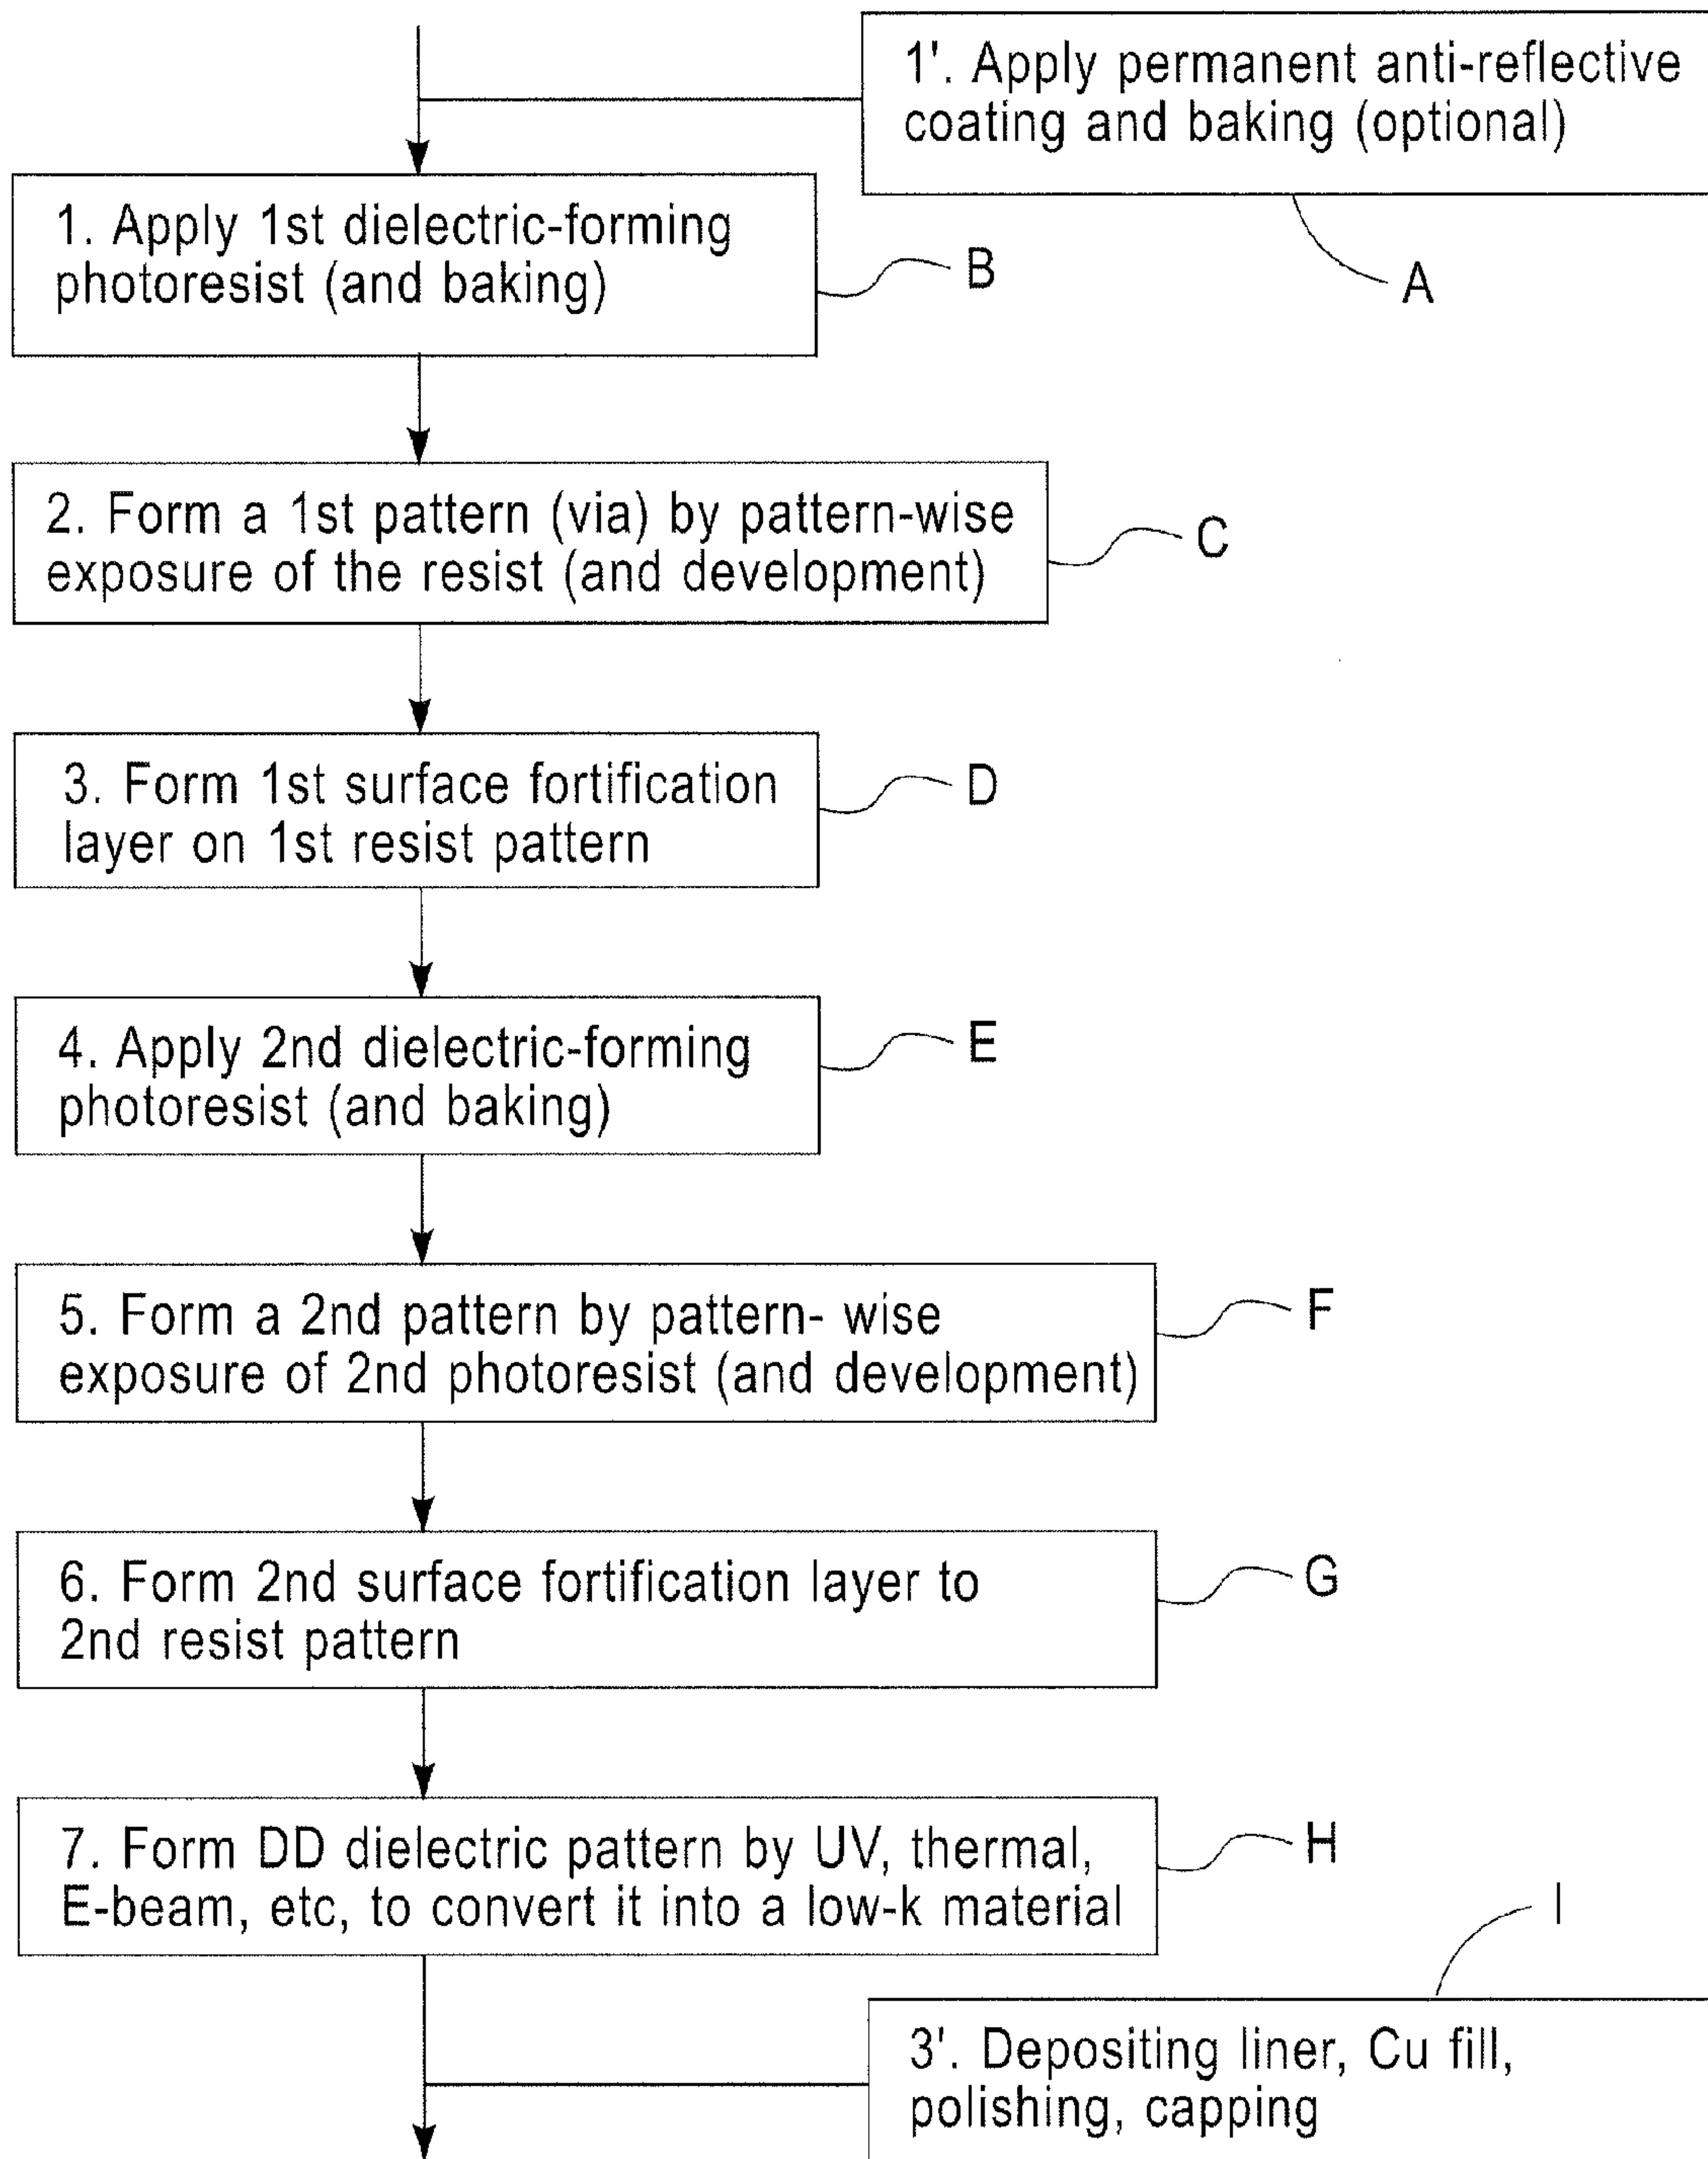 1'. Apply permanent anti-reflective
coating and baking (optional)
A
1. Apply 1st dielectric-forming
photoresist (and baking)
B
2. Form a 1st pattern (via) by pattern-wise
exposure of the resist (and development)
C
3. Form 1st surface fortification
layer on 1st resist pattern
D
4. Apply 2nd dielectric-forming
photoresist (and baking)
E
5. Form a 2nd pattern by pattern- wise
exposure of 2nd photoresist (and development)
F
6. Form 2nd surface fortification layer to
2nd resist pattern
G
7. Form DD dielectric pattern by UV, thermal,
E-beam, etc, to convert it into a low-k material
H
I
3'. Depositing liner, Cu fill,
polishing, capping